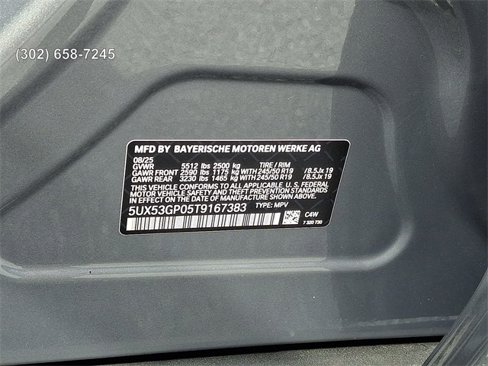 (302) 658-7245
MFD BY BAYERISCHE MOTOREN WERKE AG
08/25
GVWR 5512 lbs 2500 kg TIRE / RIM
GAWR FRONT 2590 lbs 1175 kg WITH 245/50 R19 / 8.5Jx 19
GAWR REAR 3230 lbs 1465 kg WITH 245/50 R19 / 8.5Jx 19
THIS VEHICLE CONFORMS TO ALL APPLICABLE U. S. FEDERAL
MOTOR VEHICLE SAFETY AND THEFT PREVENTION STANDARDS
IN EFFECT ON THE DATE OF MANUFACTURE SHOWN ABOVE.
5UX53GP05T9167383 TYPE: MPV
C4W
7 320 730